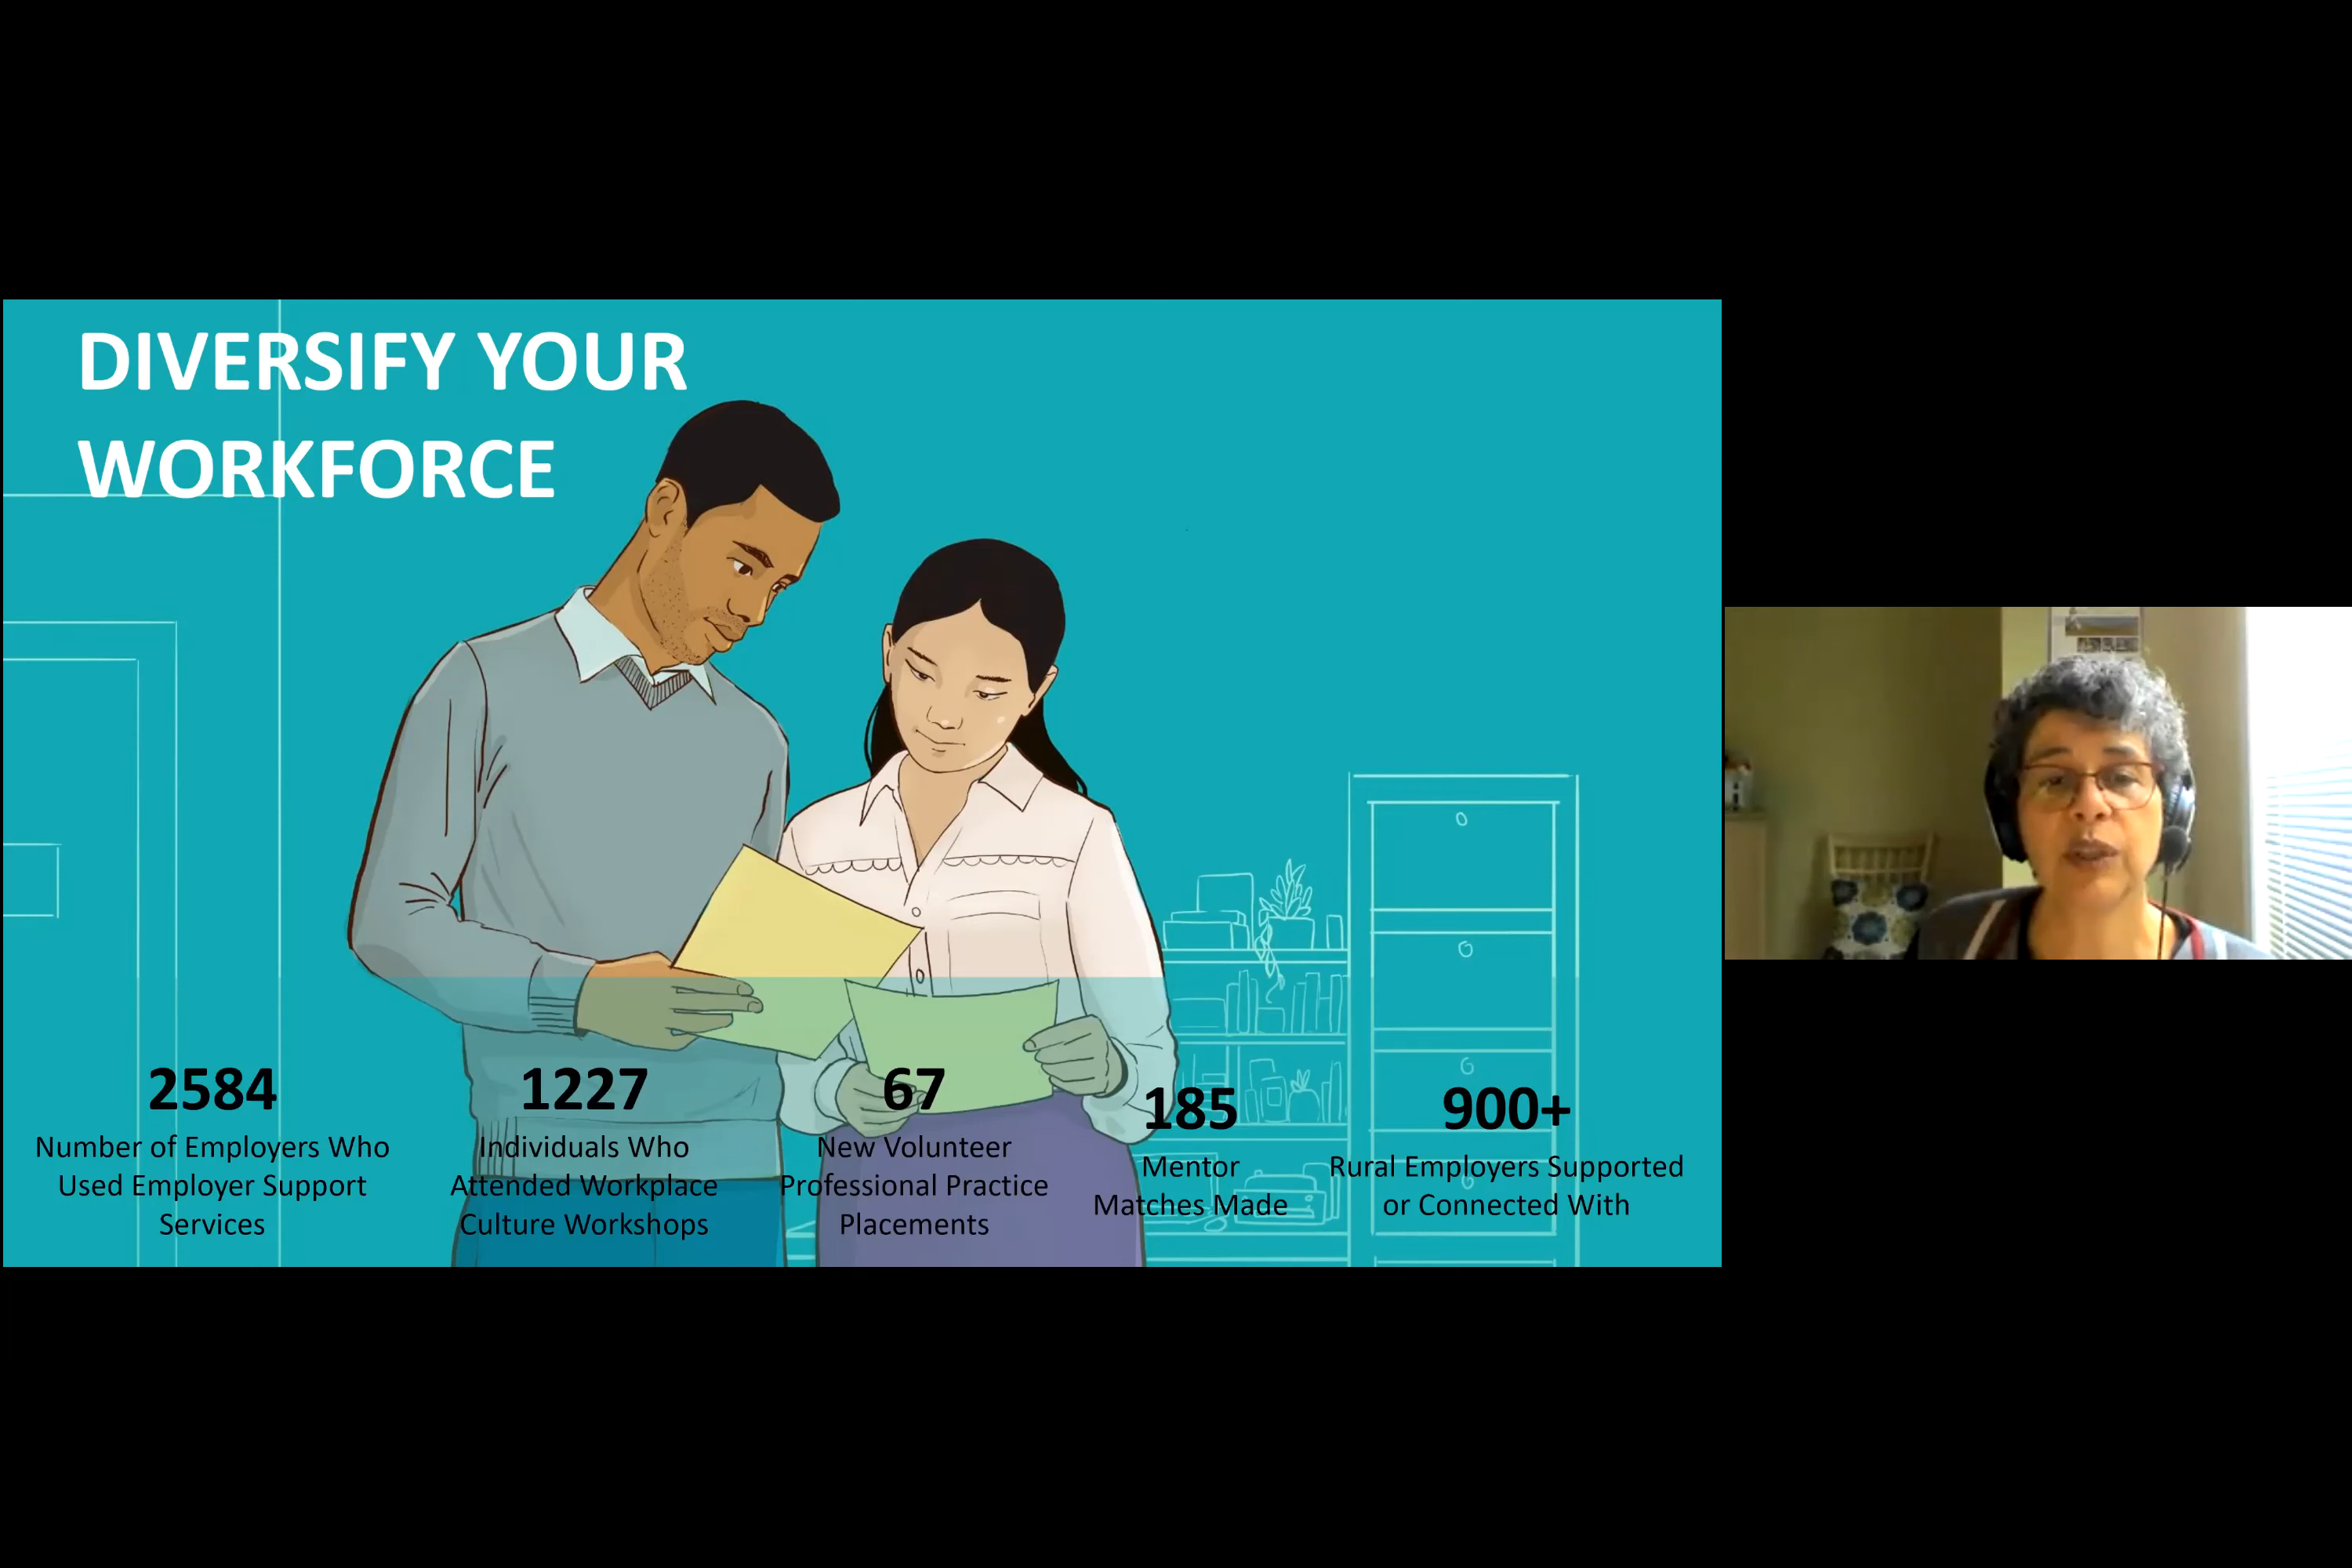 DIVERSIFY YOUR
WORKFORCE
2584
Number of Employers Who
Used Employer Support
Services
1227
Individuals Who
Attended Workplace
Culture Workshops
67
New Volunteer
Professional Practice
Placements
185
Mentor
Matches Made
900+
Rural Employers Supported
or Connected With